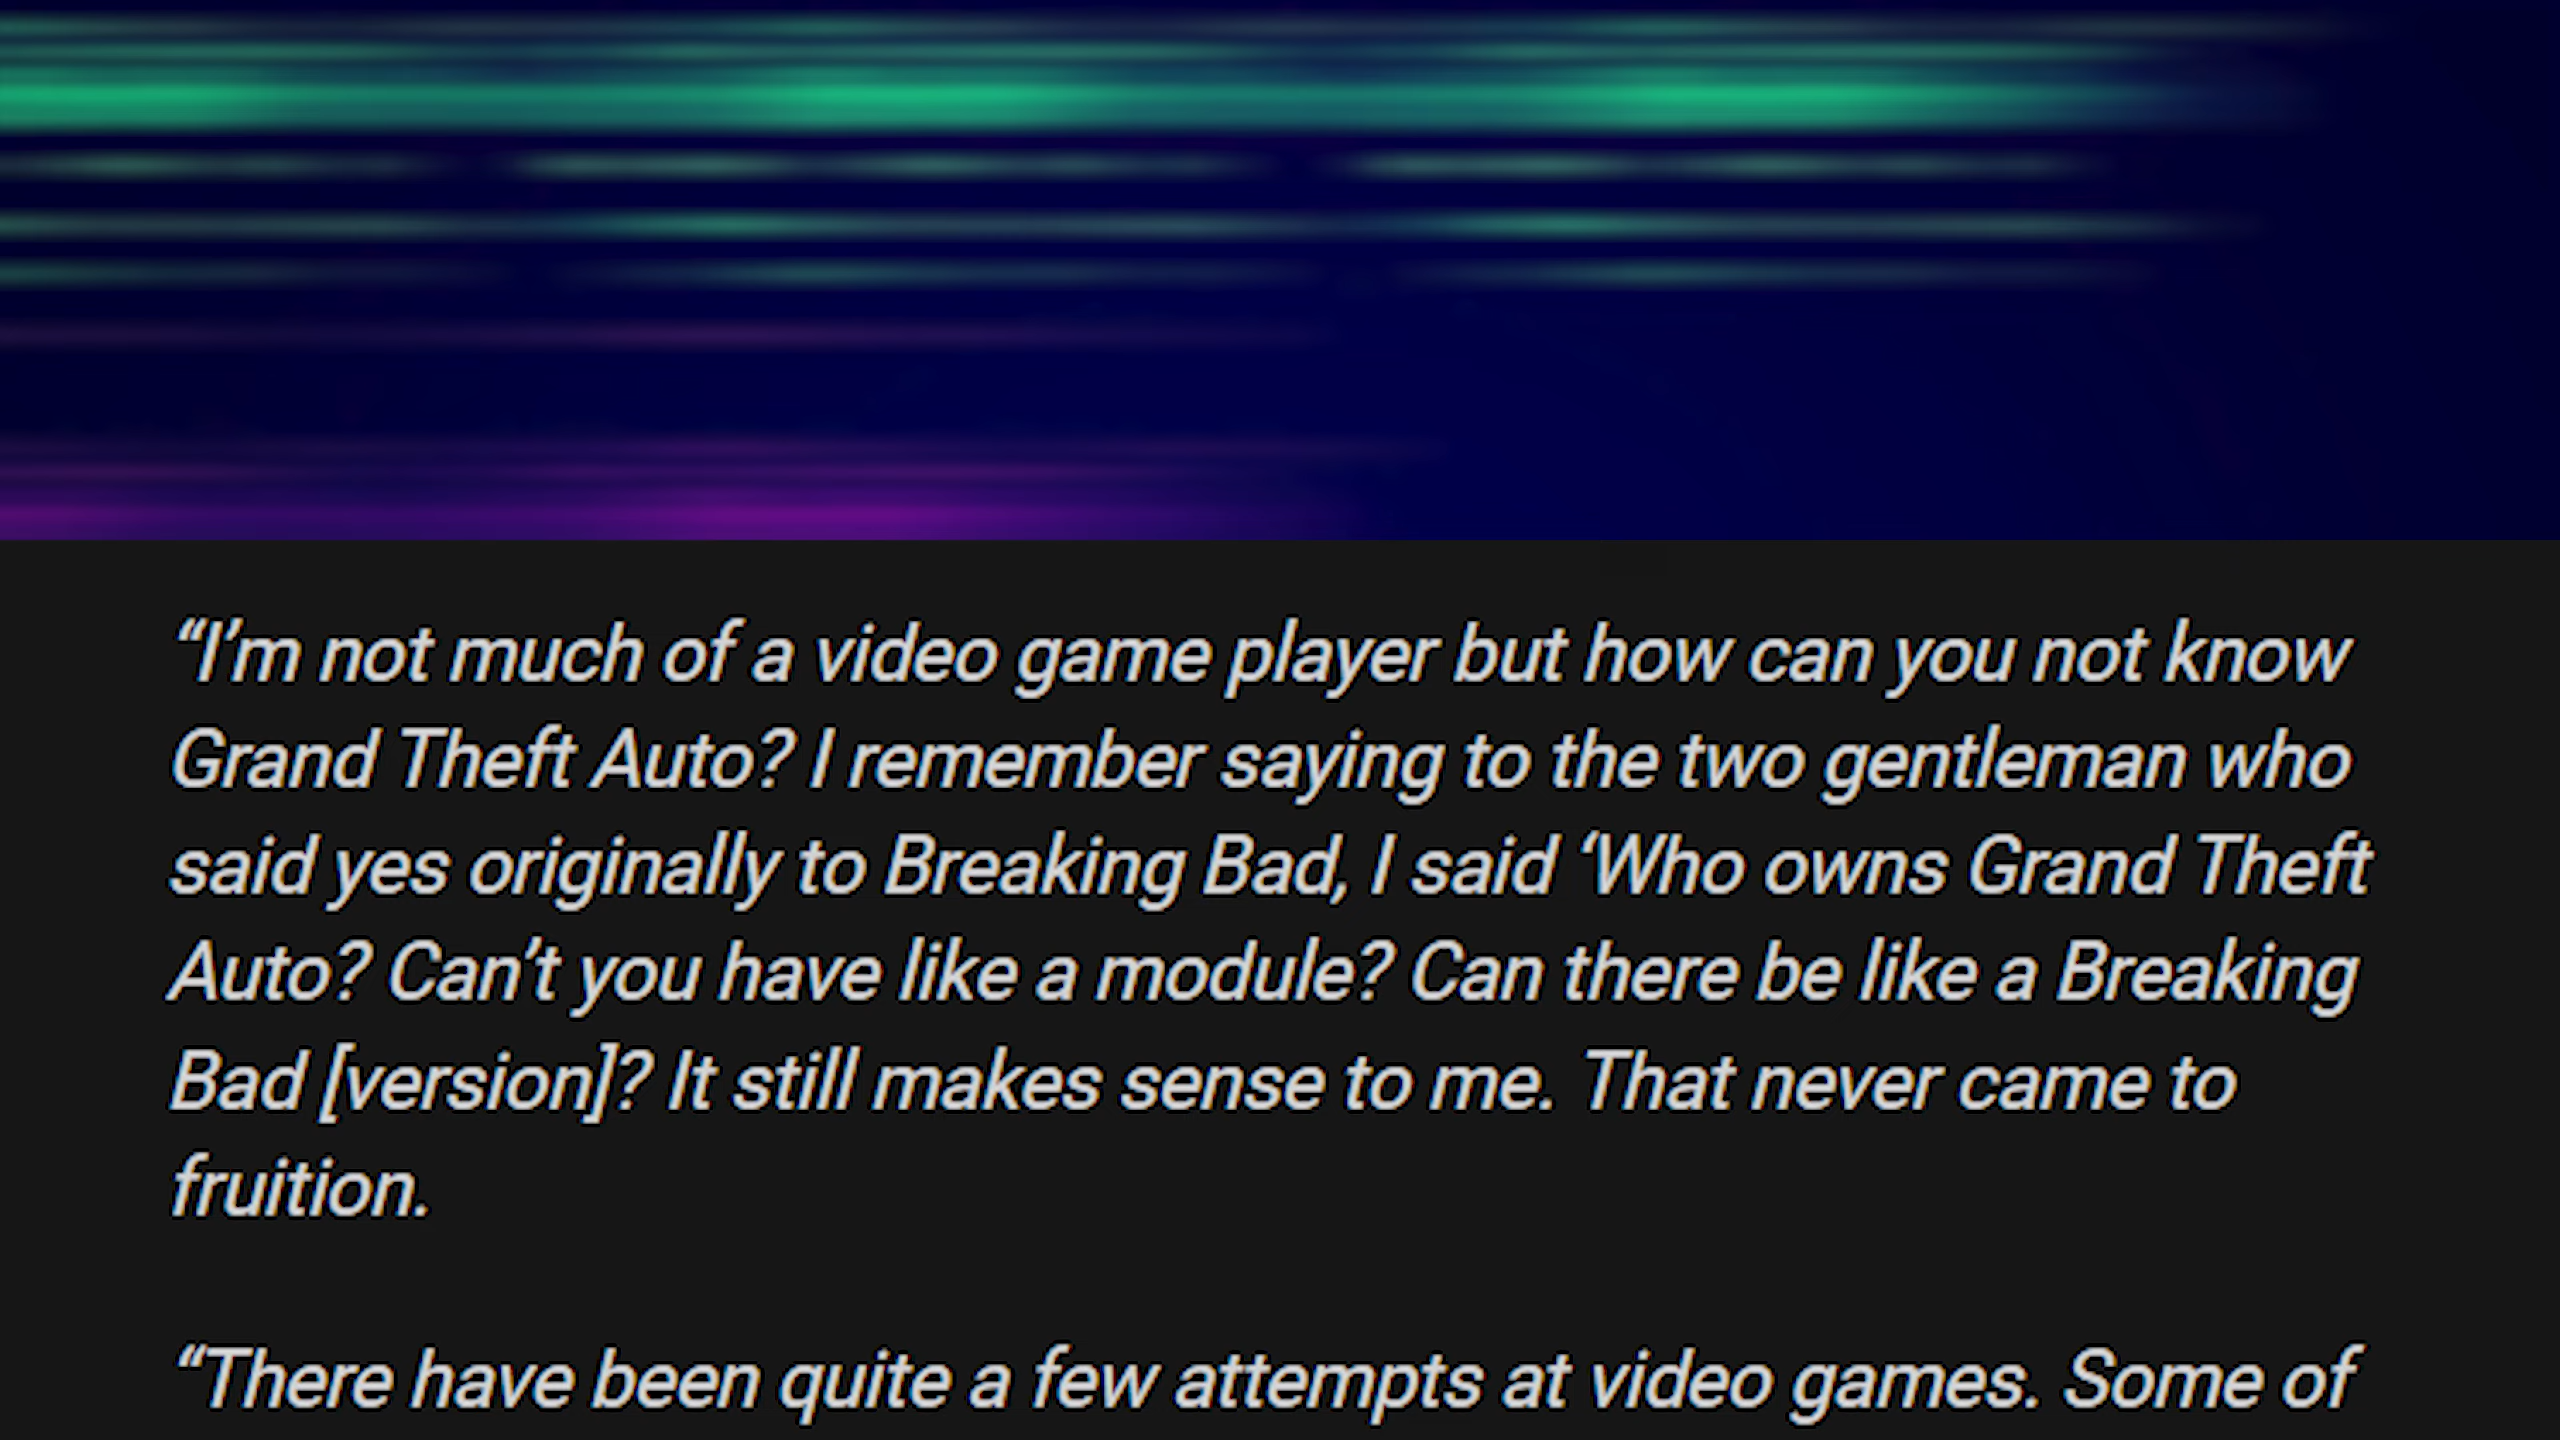 “I’m not much of a video game player but how can you not know
Grand Theft Auto? I remember saying to the two gentleman who
said yes originally to Breaking Bad, I said ‘Who owns Grand Theft
Auto? Can’t you have like a module? Can there be like a Breaking
Bad [version]? It still makes sense to me. That never came to
fruition.
“There have been quite a few attempts at video games. Some of